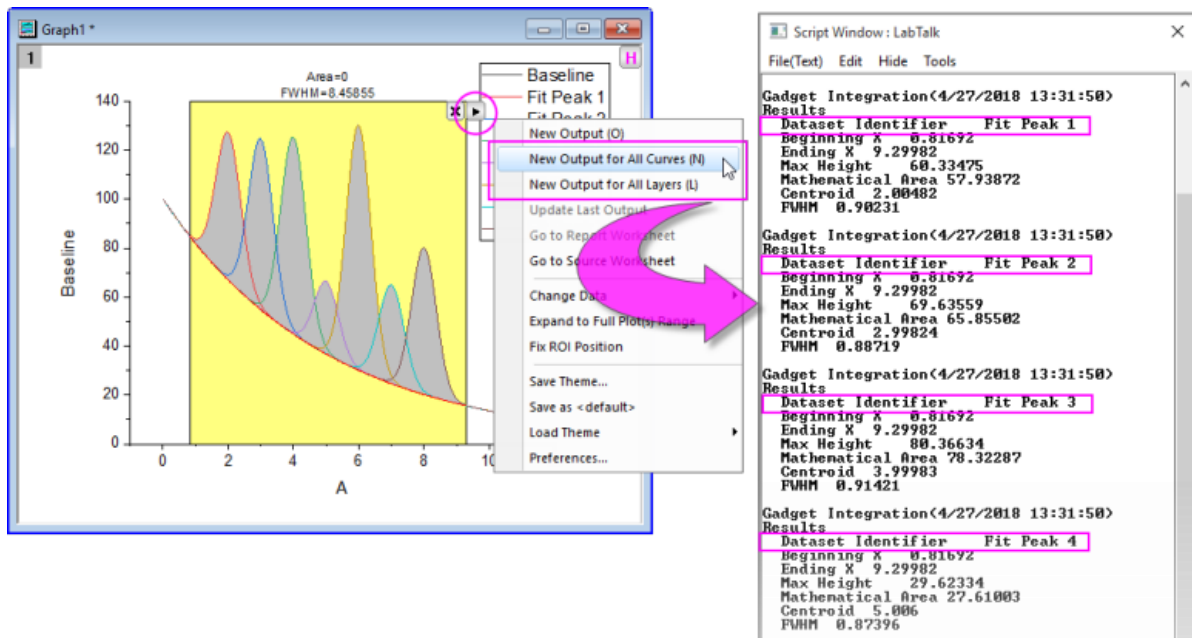 Graph1 *
1
H
Area=0
FWHM=8.45855
Baseline
Fit Peak 1
140
120
100
80
60
40
20
0
Baseline
0
2
4
6
8
10
A
New Output (O)
New Output for All Curves (N)
New Output for All Layers (L)
Update Last Output
Go to Report Worksheet
Go to Source Worksheet
Change Data
Expand to Full Plot(s) Range
Fix ROI Position
Save Theme...
Save as <default>
Load Theme
Preferences...
Script Window : LabTalk
File(Text) Edit Hide Tools
Gadget Integration(4/27/2018 13:31:50)
Results
Dataset Identifier Fit Peak 1
Beginning X 0.81692
Ending X 9.29982
Max Height 60.33475
Mathematical Area 57.93872
Centroid 2.00482
FWHM 0.90231
Gadget Integration(4/27/2018 13:31:50)
Results
Dataset Identifier Fit Peak 2
Beginning X 0.81692
Ending X 9.29982
Max Height 69.63559
Mathematical Area 65.85502
Centroid 2.99824
FWHM 0.88719
Gadget Integration(4/27/2018 13:31:50)
Results
Dataset Identifier Fit Peak 3
Beginning X 0.81692
Ending X 9.29982
Max Height 80.36634
Mathematical Area 78.32287
Centroid 3.99983
FWHM 0.91421
Gadget Integration(4/27/2018 13:31:50)
Results
Dataset Identifier Fit Peak 4
Beginning X 0.81692
Ending X 9.29982
Max Height 29.62334
Mathematical Area 27.61003
Centroid 5.006
FWHM 0.87396